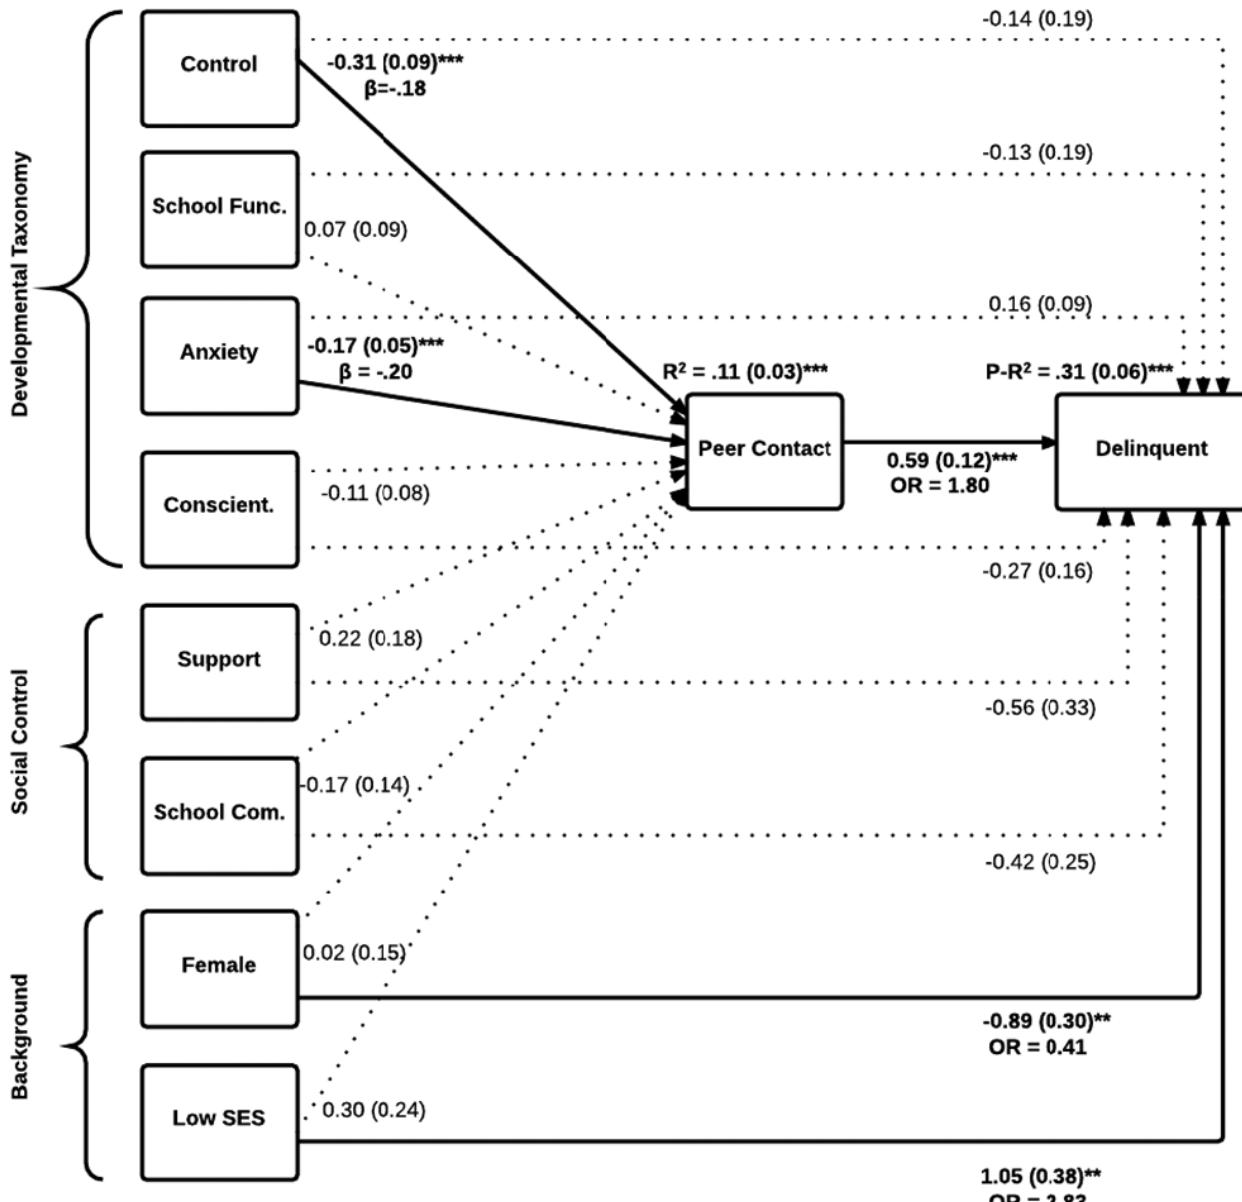 Developmental Taxonomy
Control
-0.31 (0.09)***
β=-.18
-0.14 (0.19)
School Func.
0.07 (0.09)
-0.13 (0.19)
Anxiety
-0.17 (0.05)***
β = -.20
0.16 (0.09)
R² = .11 (0.03)***
P-R² = .31 (0.06)***
Peer Contact
0.59 (0.12)***
OR = 1.80
Delinquent
Conscient.
-0.11 (0.08)
-0.27 (0.16)
Social Control
Support
0.22 (0.18)
-0.56 (0.33)
School Com.
-0.17 (0.14)
-0.42 (0.25)
Background
Female
0.02 (0.15)
-0.89 (0.30)**
OR = 0.41
Low SES
0.30 (0.24)
1.05 (0.38)**
OR = 2.83